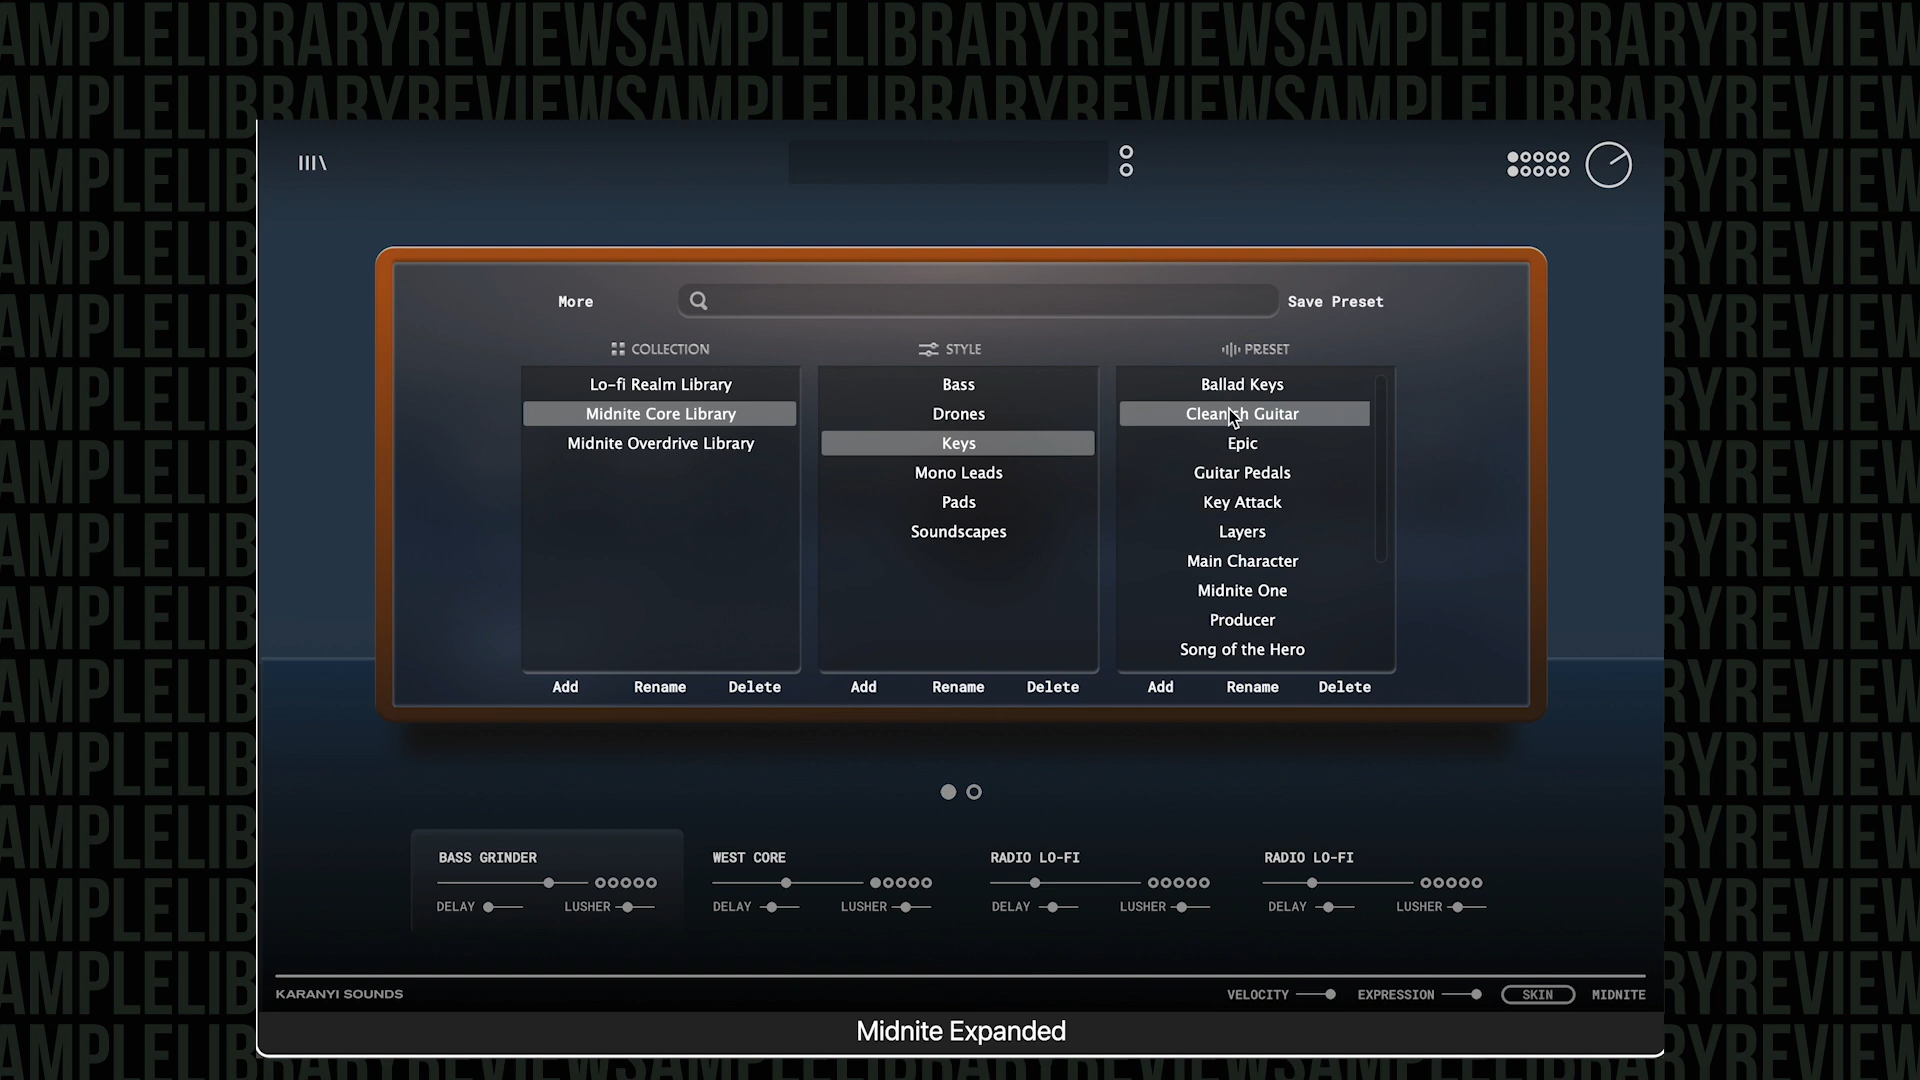 AMPLELIBRARYREVIEWSAMPLELIBRARYREVIEWSAMPLELIBRARYREVIEW
More
Save Preset
COLLECTION
STYLE
PRESET
Lo-fi Realm Library
Midnite Core Library
Midnite Overdrive Library
Bass
Drones
Keys
Mono Leads
Pads
Soundscapes
Ballad Keys
Cleanish Guitar
Epic
Guitar Pedals
Key Attack
Layers
Main Character
Midnite One
Producer
Song of the Hero
Add Rename Delete
Add Rename Delete
Add Rename Delete
BASS GRINDER
DELAY LUSHER
WEST CORE
DELAY LUSHER
RADIO LO-FI
DELAY LUSHER
RADIO LO-FI
DELAY LUSHER
KARANYI SOUNDS
VELOCITY EXPRESSION SKIN MIDNITE
Midnite Expanded